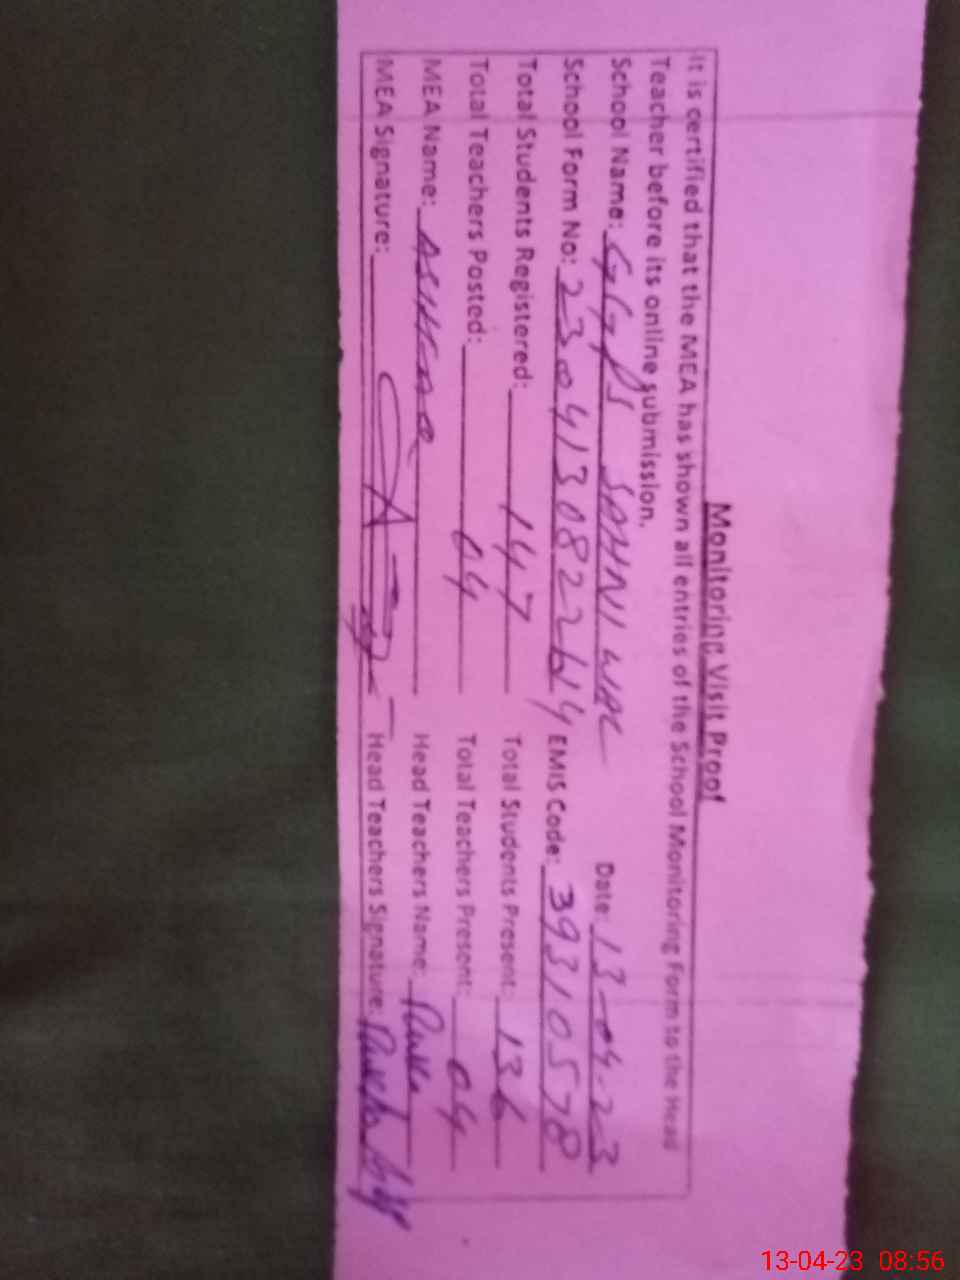 Monitoring Visit Proof
It is certified that the MEA has shown all entries of the School Monitoring Form to the Head
Teacher before its online submission.
School Name: GGPS SAHNI WAL Date: 13-04-23
School Form No: 230413082264 EMIS Code: 39310578
Total Students Registered: 147 Total Students Present: 136
Total Teachers Posted: 04 Total Teachers Present: 04
MEA Name: Head Teachers Name:
MEA Signature: Head Teachers Signature:
13-04-23 08:56